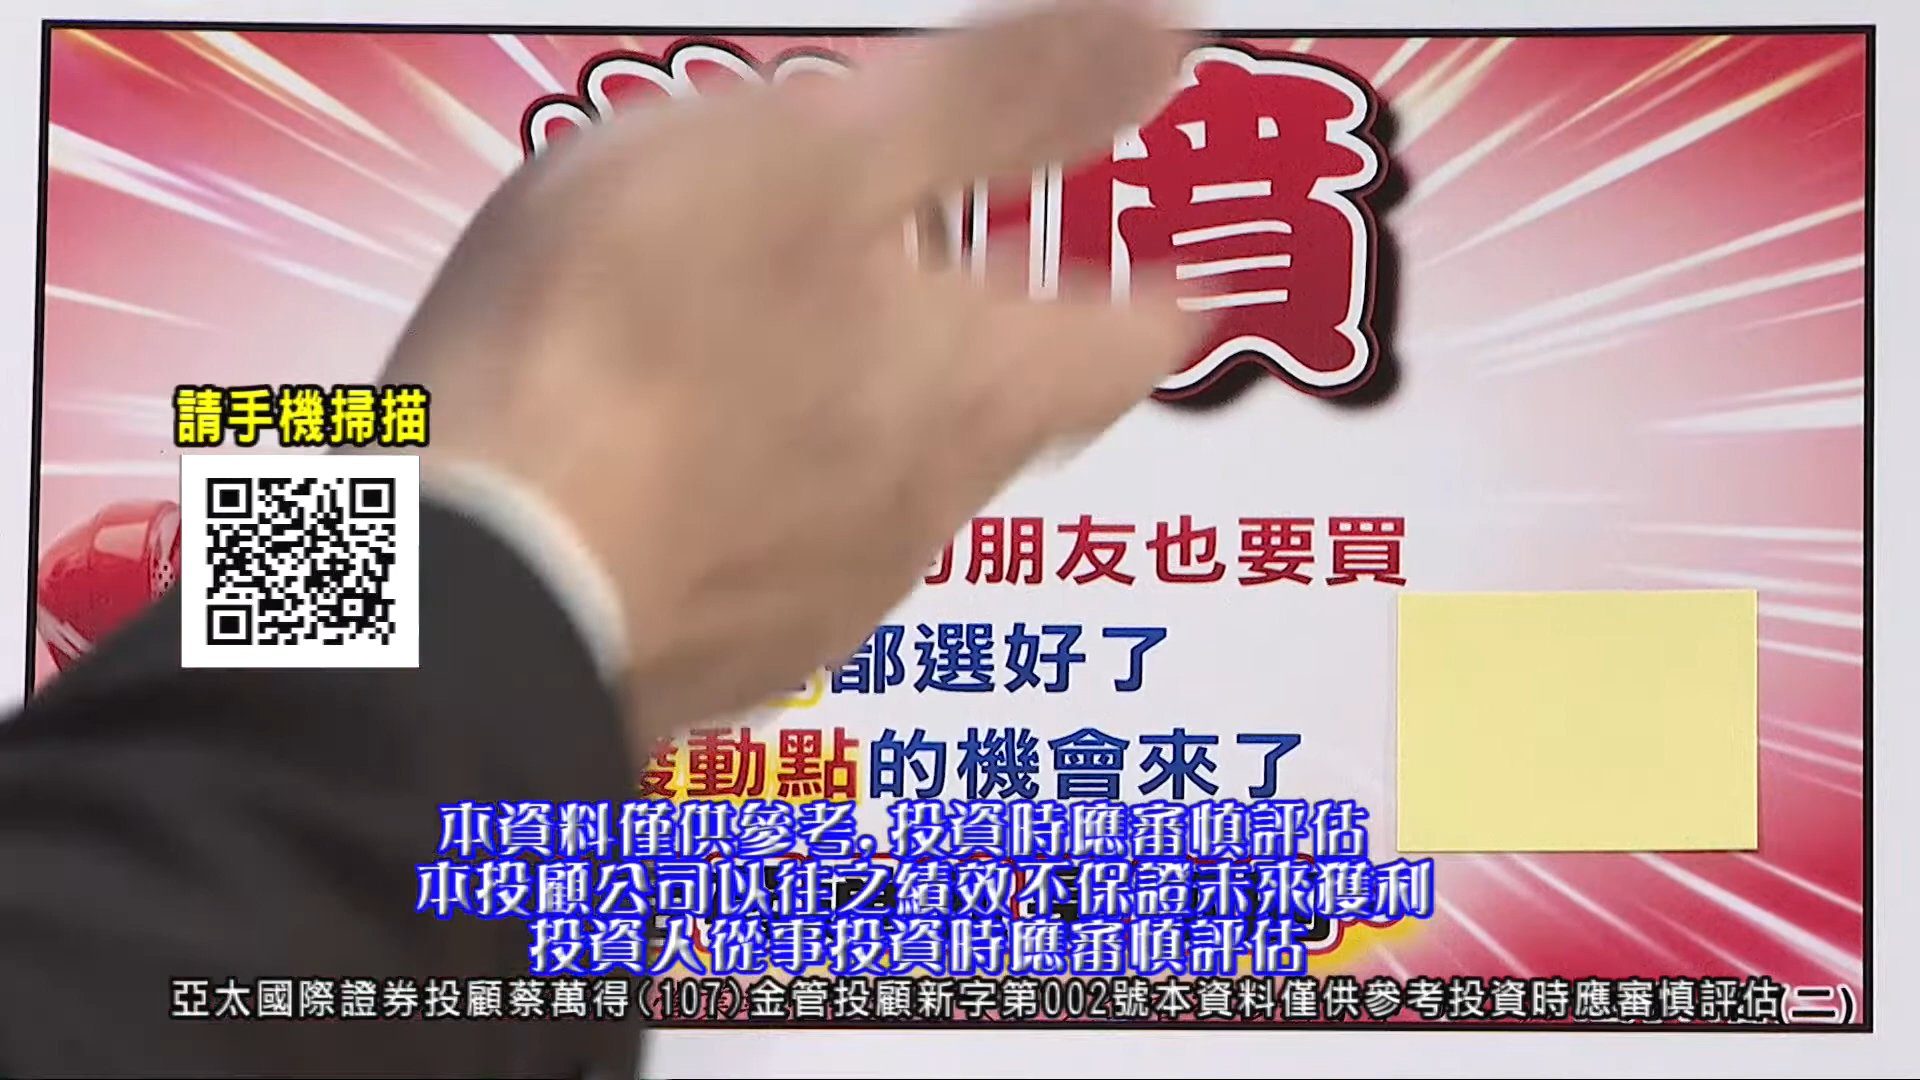 請手機掃描
的朋友也要買
都選好了
發動點的機會來了
本資料僅供參考,投資時應審慎評估
本投顧公司以往之績效不保證未來獲利
投資人從事投資時應審慎評估
亞太國際證券投顧蔡萬得(107)金管投顧新字第002號本資料僅供參考投資時應審慎評估(二)